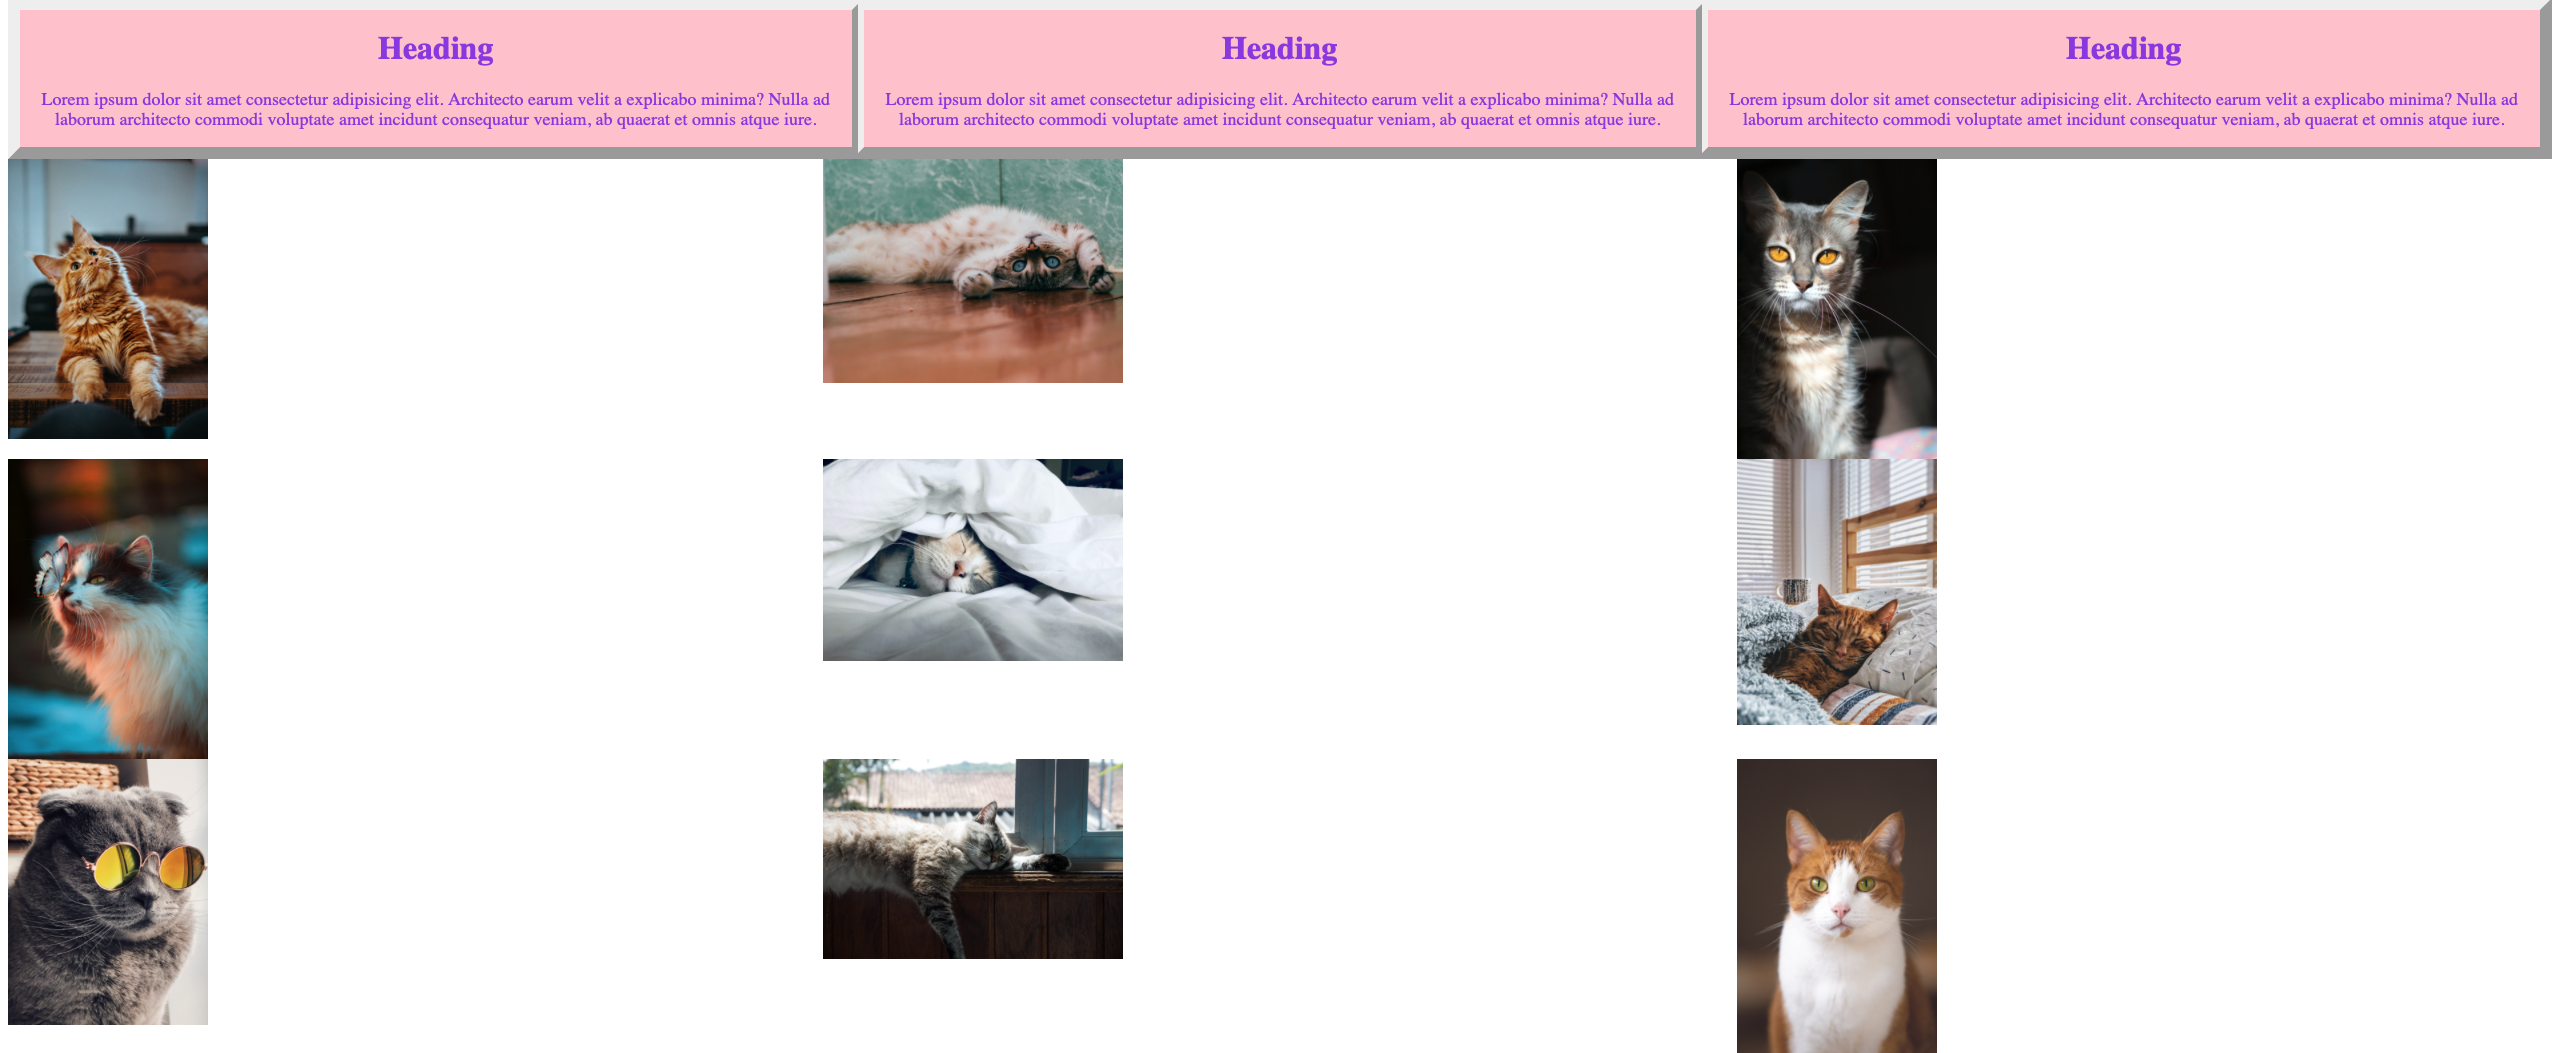 Heading
Lorem ipsum dolor sit amet consectetur adipisicing elit. Architecto earum velit a explicabo minima? Nulla ad
laborum architecto commodi voluptate amet incidunt consequatur veniam, ab quaerat et omnis atque iure.
Heading
Lorem ipsum dolor sit amet consectetur adipisicing elit. Architecto earum velit a explicabo minima? Nulla ad
laborum architecto commodi voluptate amet incidunt consequatur veniam, ab quaerat et omnis atque iure.
Heading
Lorem ipsum dolor sit amet consectetur adipisicing elit. Architecto earum velit a explicabo minima? Nulla ad
laborum architecto commodi voluptate amet incidunt consequatur veniam, ab quaerat et omnis atque iure.